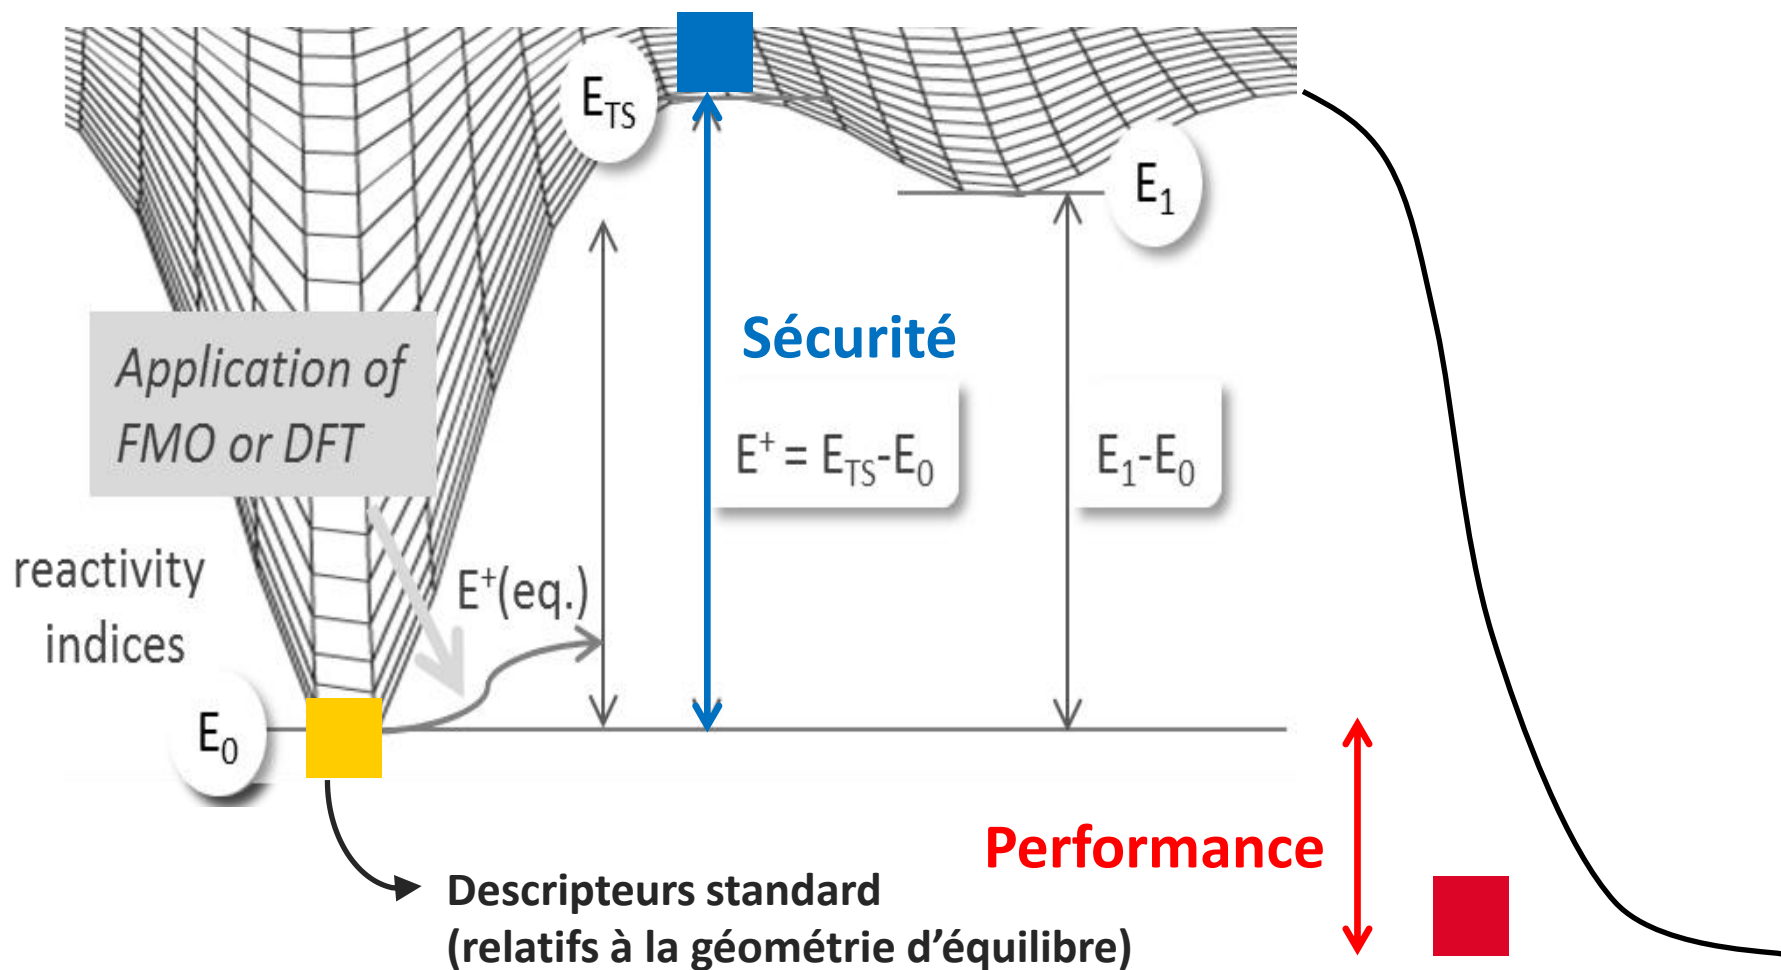 E_TS
E_1
Sécurité
Application of
FMO or DFT
E^+ = E_TS-E_0
E_1-E_0
reactivity
indices
E^+(eq.)
E_0
Performance
Descripteurs standard
(relatifs à la géométrie d’équilibre)